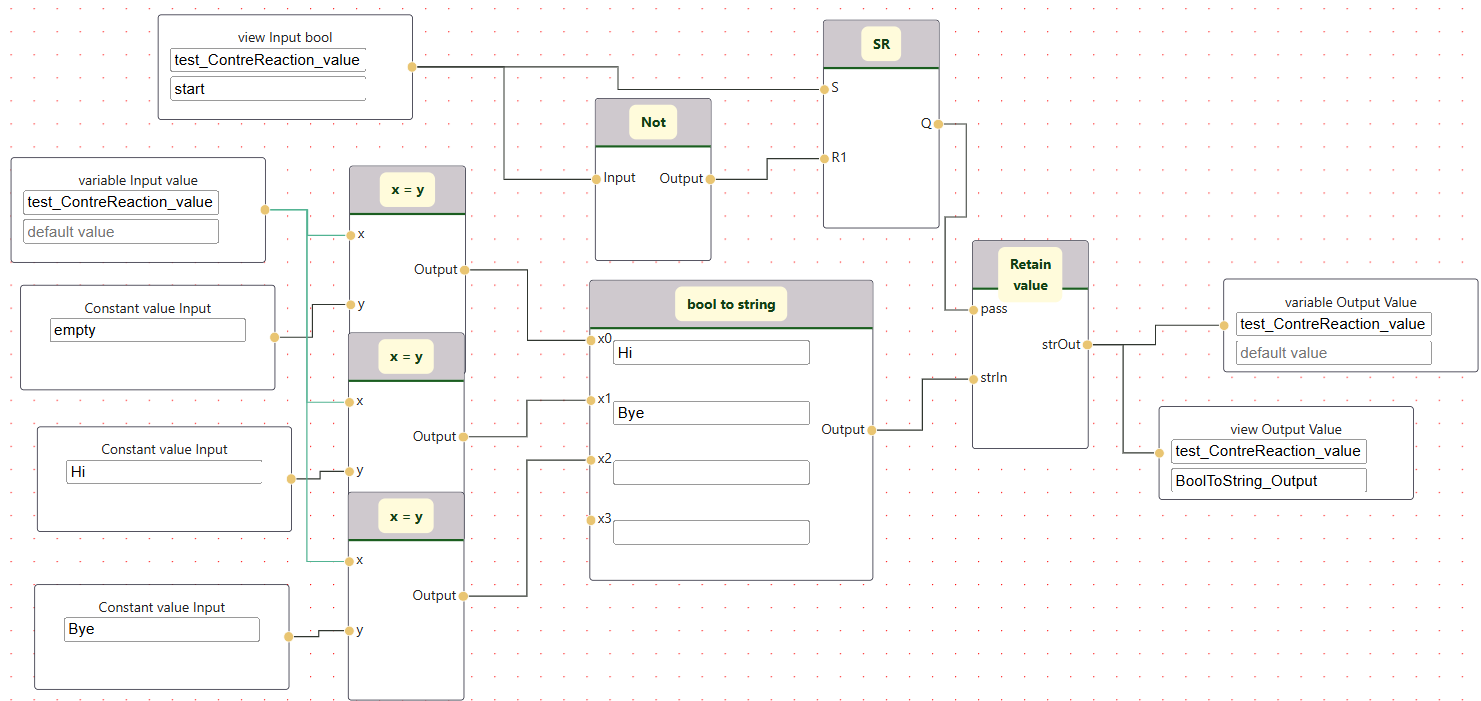 view Input bool
test_ContreReaction_value
start
variable Input value
test_ContreReaction_value
default value
Constant value Input
empty
Constant value Input
Hi
Constant value Input
Bye
x = y
x
Output
y
x = y
x
Output
y
x = y
x
Output
y
Not
Input
Output
bool to string
x0
Hi
x1
Bye
Output
x2
x3
SR
S
Q
R1
Retain
value
pass
strOut
strIn
variable Output Value
test_ContreReaction_value
default value
view Output Value
test_ContreReaction_value
BoolToString_Output